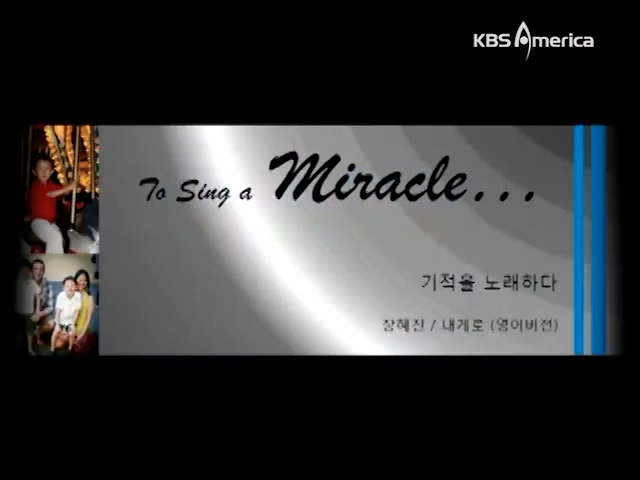 KBS America
To Sing a Miracle...
기적을 노래하다
장혜진 / 내게로 (영어버전)